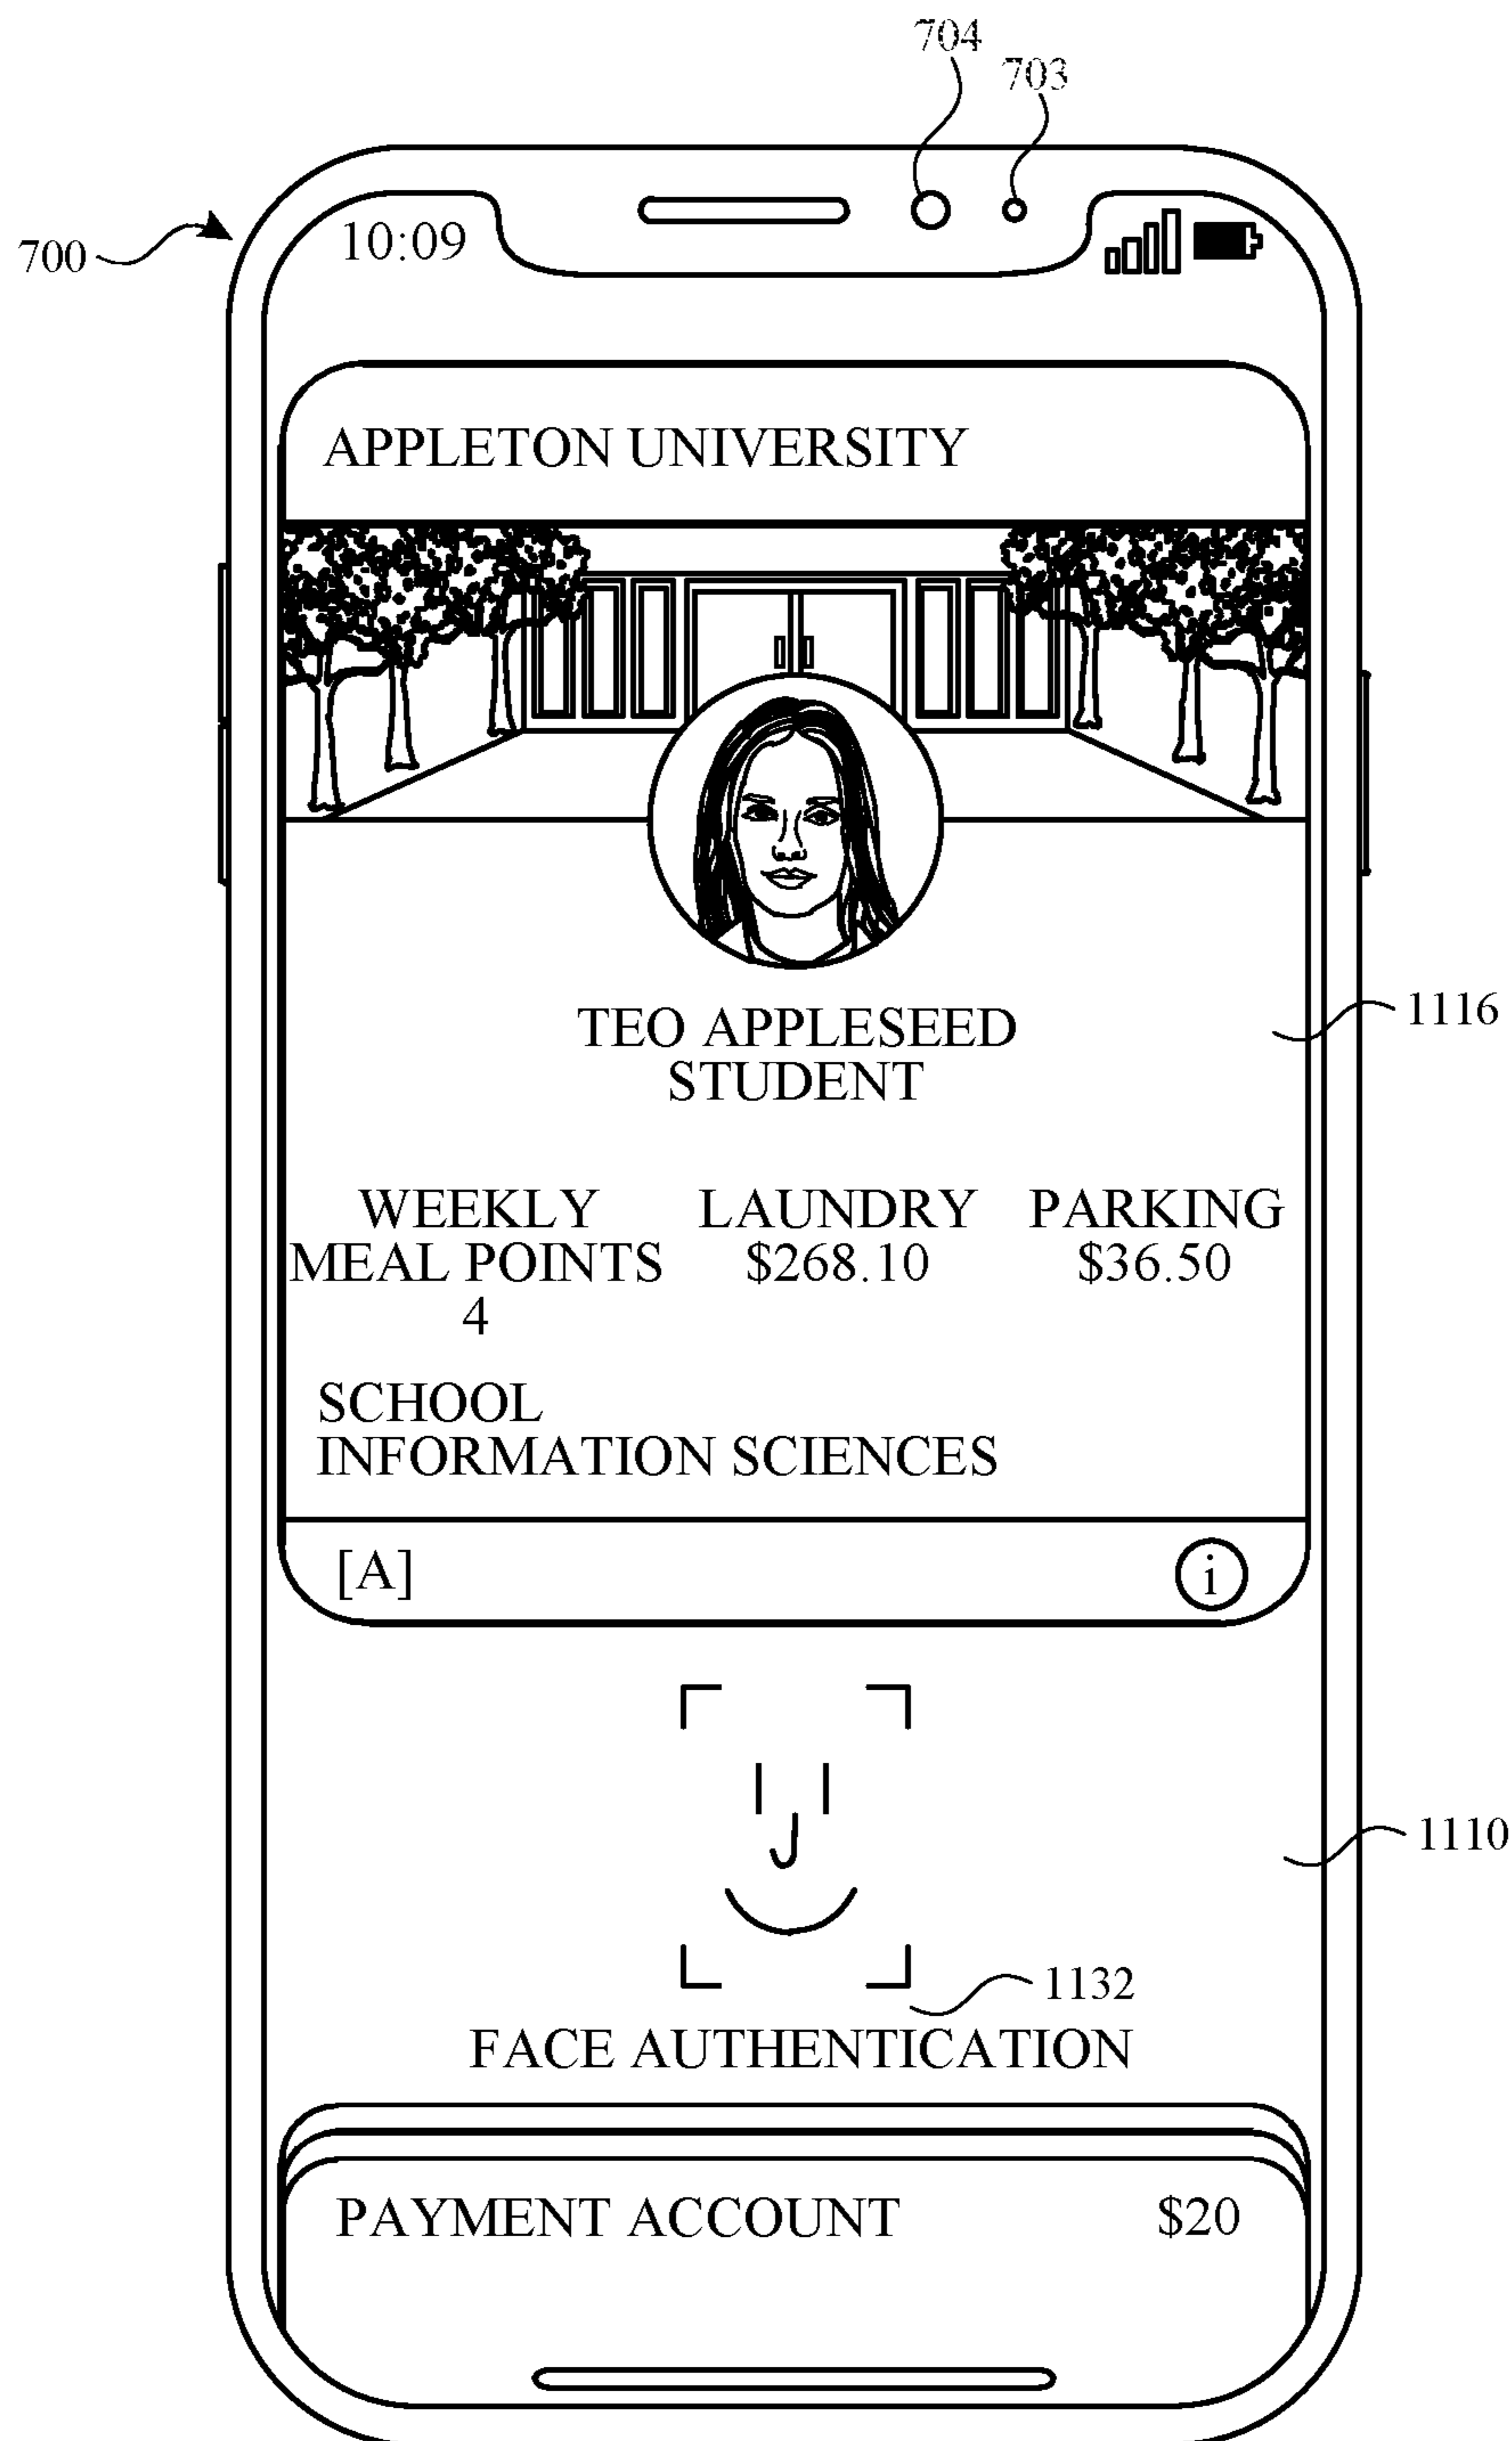 704
703
700
10:09
APPLETON UNIVERSITY
TEO APPLESEED
STUDENT
1116
WEEKLY LAUNDRY PARKING
MEAL POINTS $268.10 $36.50
4
SCHOOL
INFORMATION SCIENCES
[A] i
1110
1132
FACE AUTHENTICATION
PAYMENT ACCOUNT $20